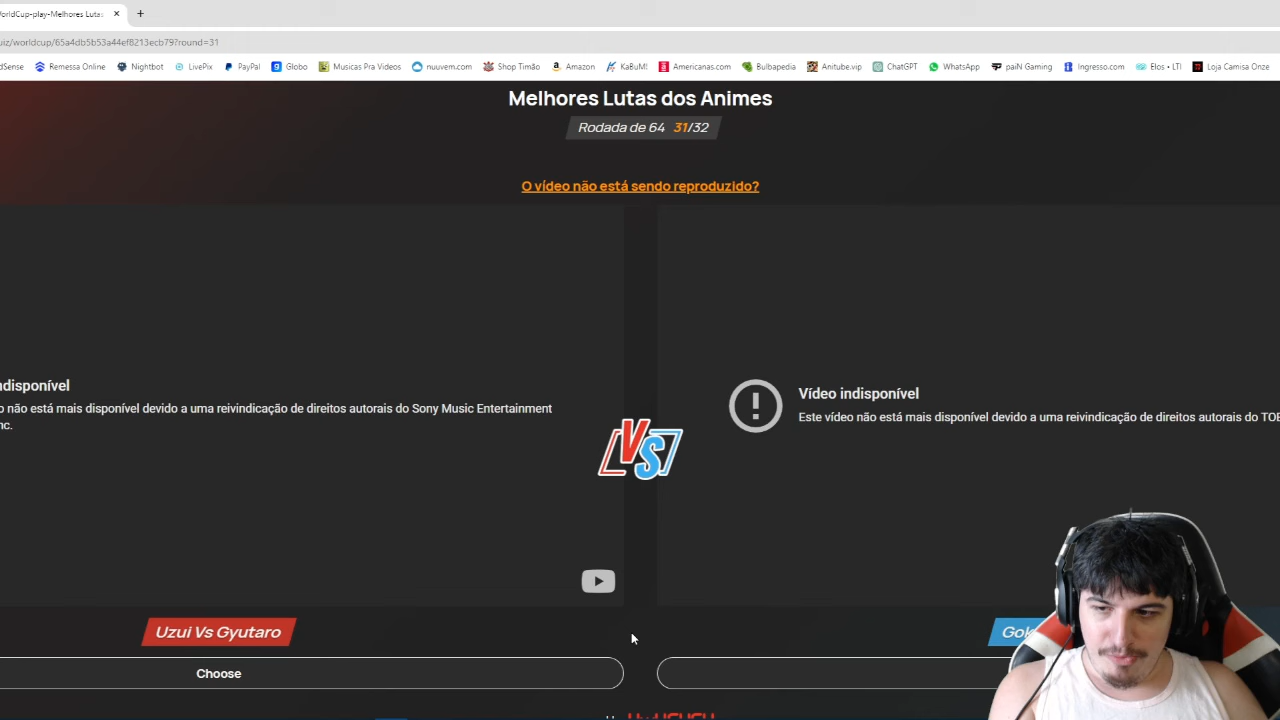 WorldCup-play-Melhores Lutas
uiz/worldcup/65a4db5b53a44ef8213ecb79?round=31
dSense Remessa Online Nightbot LivePix PayPal Globo Musicas Pra Videos nuuvem.com Shop Timão Amazon KaBuM! Americanas.com Bulbapedia Anitube.vip ChatGPT WhatsApp paiN Gaming Ingresso.com Elos • LTI Loja Camisa Onze
Melhores Lutas dos Animes
Rodada de 64 31/32
O vídeo não está sendo reproduzido?
ndisponível
o não está mais disponível devido a uma reivindicação de direitos autorais do Sony Music Entertainment
nc.
Vídeo indisponível
Este vídeo não está mais disponível devido a uma reivindicação de direitos autorais do TOE
VS
Uzui Vs Gyutaro
Gok
Choose